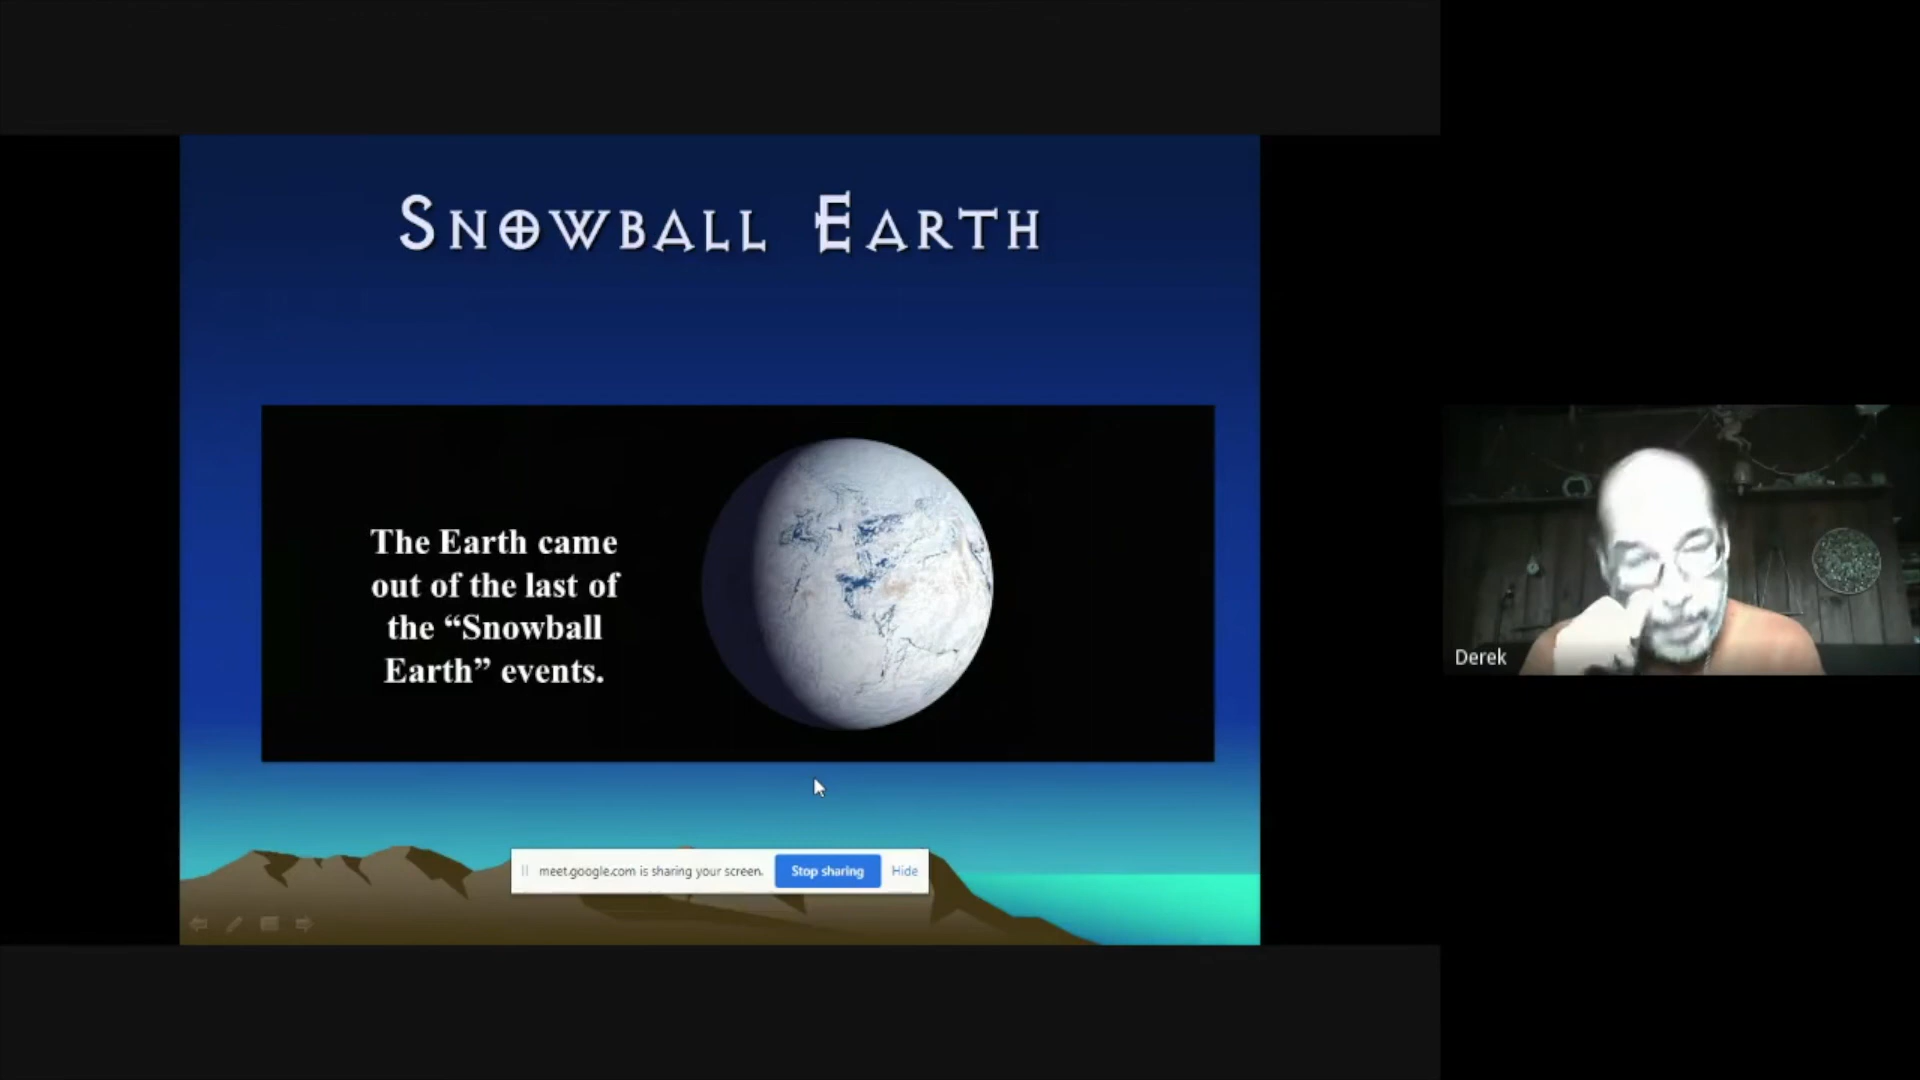 SNOWBALL EARTH
The Earth came
out of the last of
the “Snowball
Earth” events.
meet.google.com is sharing your screen. Stop sharing Hide
Derek